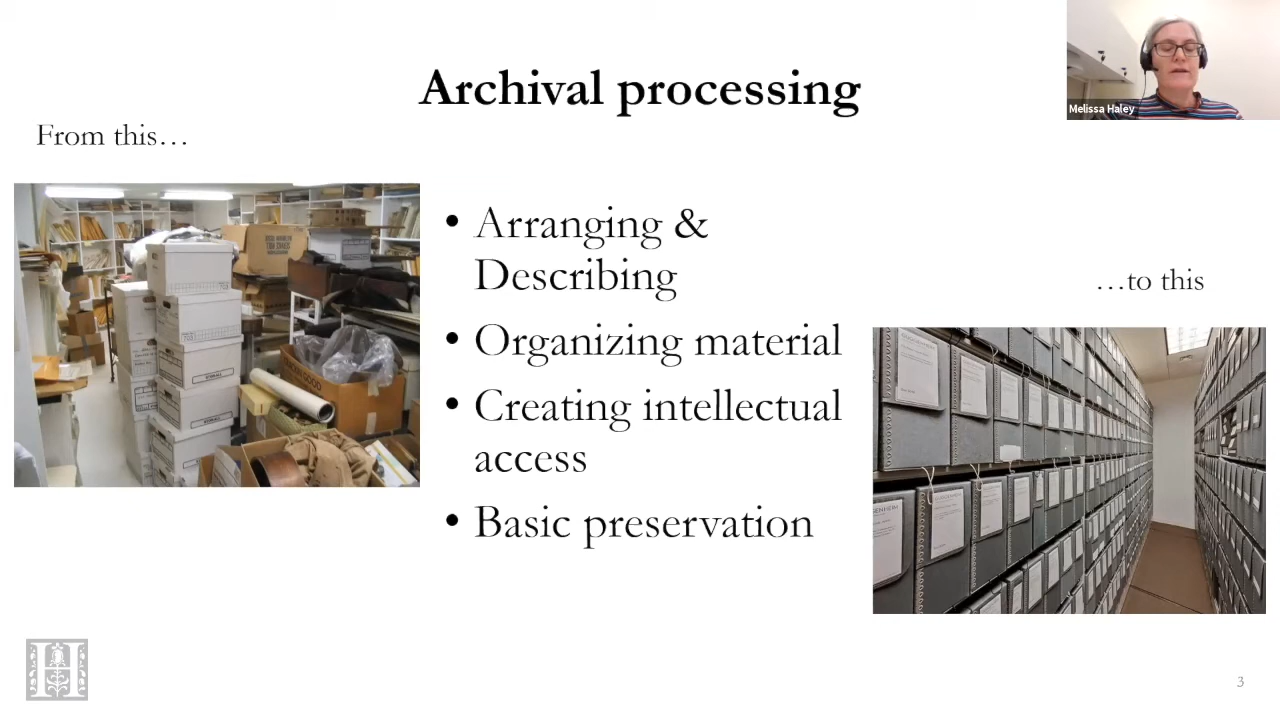 Archival processing
Melissa Haley
From this…
• Arranging &
Describing
• Organizing material
• Creating intellectual
access
• Basic preservation
…to this
H
3